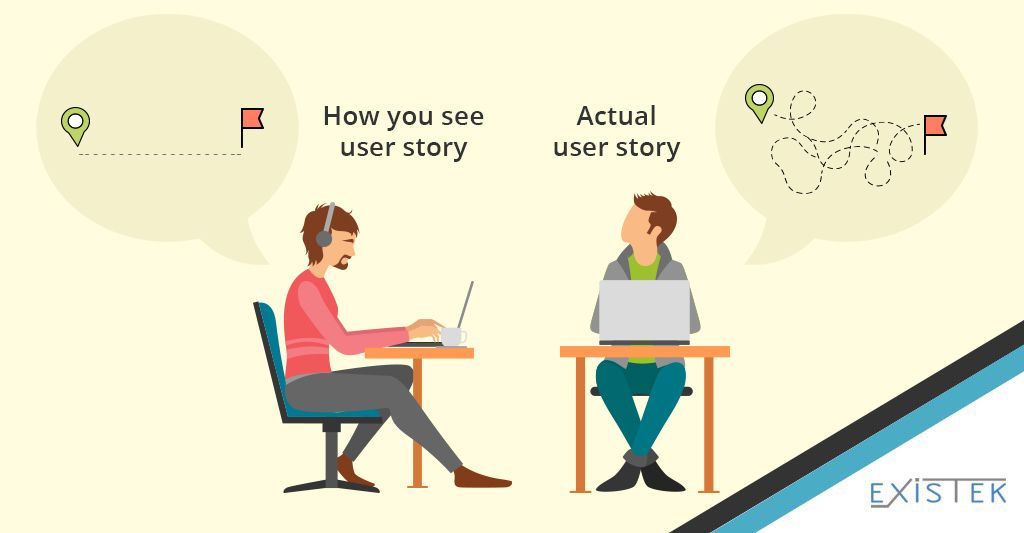 How you see
user story
Actual
user story
EXISTEK